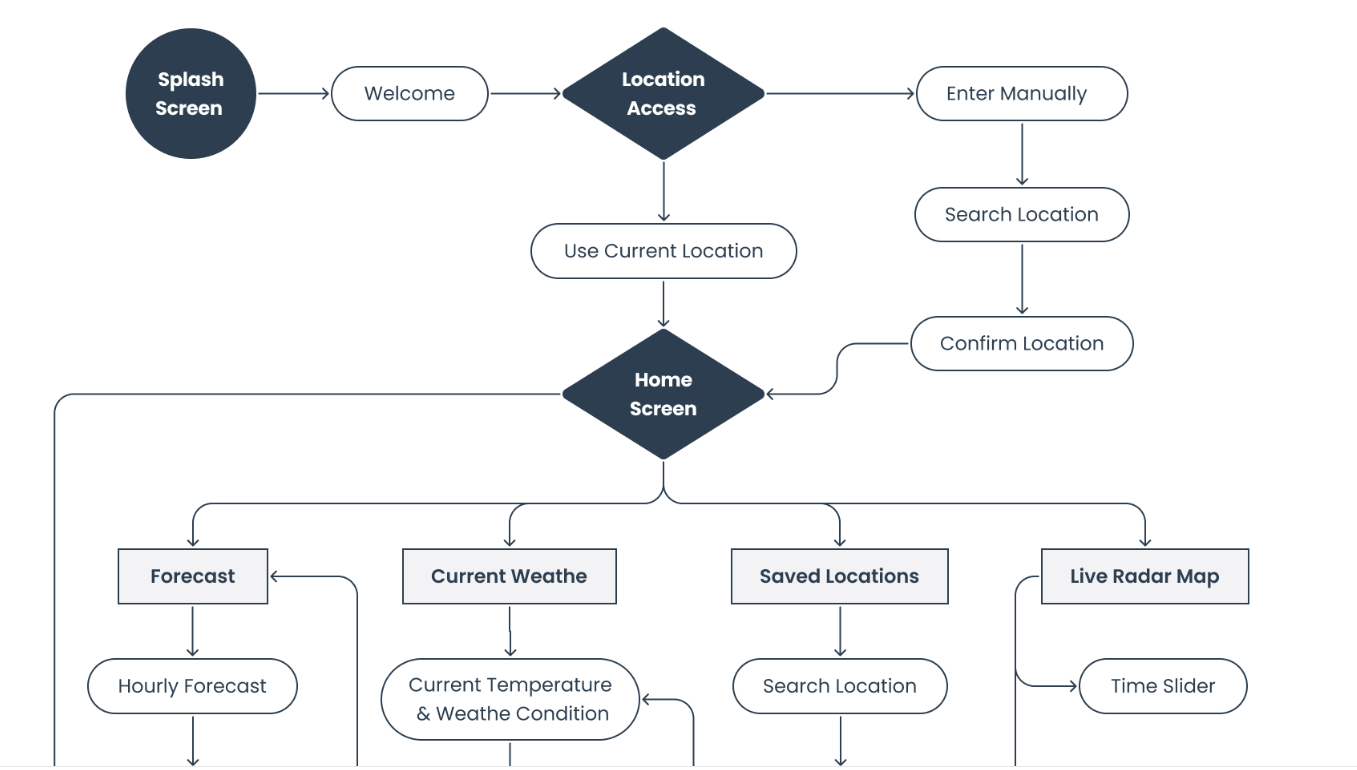 Splash
Screen
Welcome
Location
Access
Enter Manually
Search Location
Use Current Location
Confirm Location
Home
Screen
Forecast
Current Weathe
Saved Locations
Live Radar Map
Hourly Forecast
Current Temperature
& Weathe Condition
Search Location
Time Slider